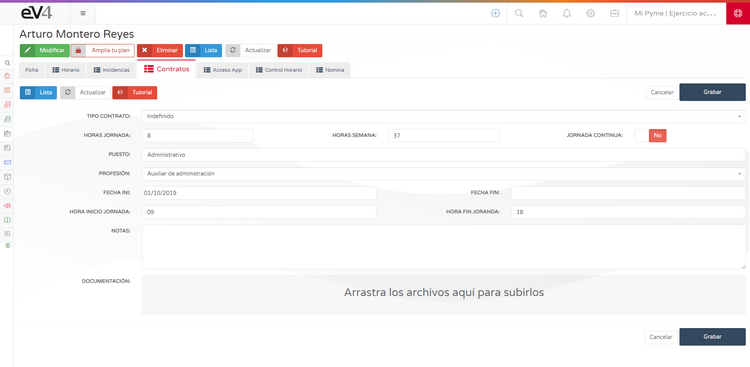 eV4
Mi Pyme | Ejercicio ac...
Arturo Montero Reyes
Modificar Amplía tu plan Eliminar Lista Actualizar Tutorial
Ficha Horario Incidencias Contratos Acceso App Control Horario Nomina
Lista Actualizar Tutorial Cancelar Grabar
TIPO CONTRATO: Indefinido
HORAS JORNADA: 8 HORAS SEMANA: 37 JORNADA CONTINUA: No
PUESTO: Administrativo
PROFESIÓN: Auxiliar de administración
FECHA INI: 01/10/2019 FECHA FIN:
HORA INICIO JORNADA: 09 HORA FIN JORANDA: 18
NOTAS:
DOCUMENTACIÓN: Arrastra los archivos aquí para subirlos
Cancelar Grabar